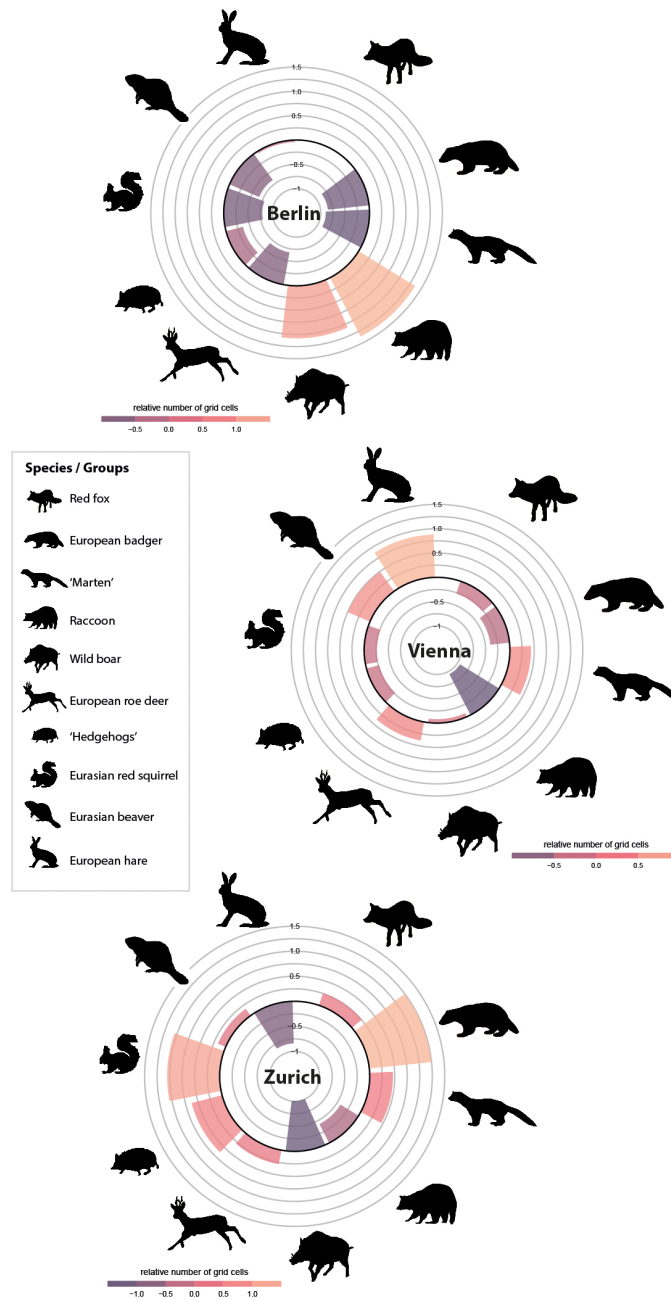 1.5
1.0
0.5
−0.5
−1
Berlin
relative number of grid cells
−0.5 0.0 0.5 1.0
Species / Groups
Red fox
European badger
‘Marten’
Raccoon
Wild boar
European roe deer
‘Hedgehogs’
Eurasian red squirrel
Eurasian beaver
European hare
1.5
1.0
0.5
−0.5
−1
Vienna
relative number of grid cells
−0.5 0.0 0.5
1.5
1.0
0.5
−0.5
−1
Zurich
relative number of grid cells
−1.0 −0.5 0.0 0.5 1.0